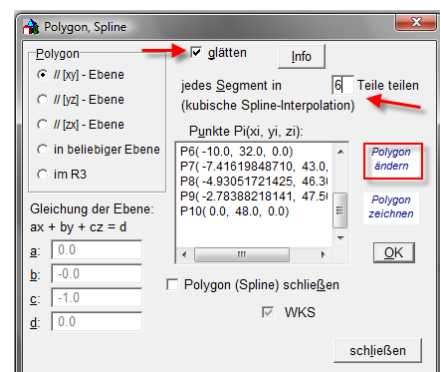 Polygon, Spline
Polygon
// [xy] - Ebene
// [yz] - Ebene
// [zx] - Ebene
in beliebiger Ebene
im R3
Gleichung der Ebene:
ax + by + cz = d
a: 0.0
b: -0.0
c: -1.0
d: 0.0
glätten
Info
jedes Segment in 6 Teile teilen
(kubische Spline-Interpolation)
Punkte Pi(xi, yi, zi):
P6( -10.0, 32.0, 0.0)
P7( -7.41619848710, 43.0,
P8( -4.93051721425, 46.3
P9( -2.78388218141, 47.5
P10( 0.0, 48.0, 0.0)
Polygon ändern
Polygon zeichnen
OK
Polygon (Spline) schließen
WKS
schließen